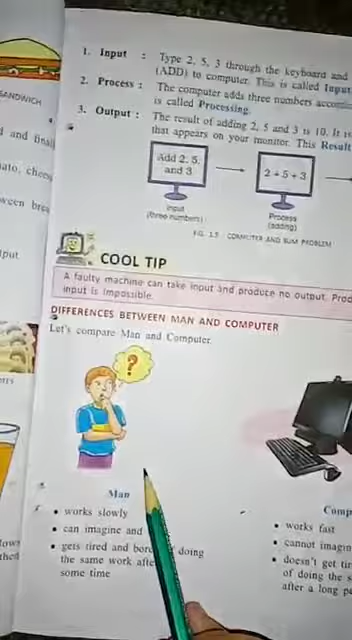 SANDWICH
1. Input : Type 2, 5, 3 through the keyboard and
(ADD) to computer. This is called Input
2. Process : The computer adds three numbers
is called Processing.
3. Output : The result of adding 2, 5 and 3 is 10. It is
that appears on your monitor. This Result
Add 2, 5,
and 3
2 + 5 + 3
Input
(three numbers)
Process
(adding)
FIG. 1.5 COMPUTER AND SUM PROBLEM
COOL TIP
A faulty machine can take input and produce no output.
input is impossible.
DIFFERENCES BETWEEN MAN AND COMPUTER
Let's compare Man and Computer.
?
Man
• works slowly
• can imagine and
• gets tired and doing
the same work
some time
• works fast
• cannot
• doesn't get
of doing the
after a long